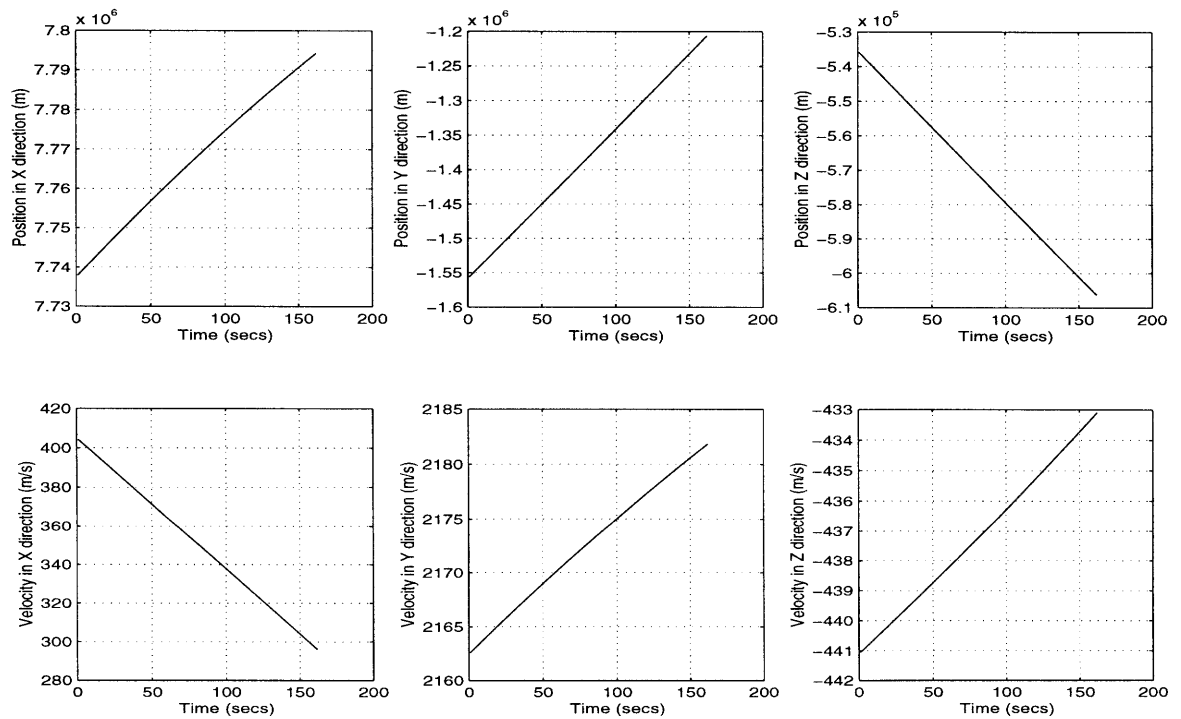 x 10⁶
7.8
7.79
7.78
7.77
7.76
7.75
7.74
7.73
0 50 100 150 200
Time (secs)
Position in X direction (m)
x 10⁶
−1.2
−1.25
−1.3
−1.35
−1.4
−1.45
−1.5
−1.55
−1.6
0 50 100 150 200
Time (secs)
Position in Y direction (m)
x 10⁵
−5.3
−5.4
−5.5
−5.6
−5.7
−5.8
−5.9
−6
−6.1
0 50 100 150 200
Time (secs)
Position in Z direction (m)
420
400
380
360
340
320
300
280
0 50 100 150 200
Time (secs)
Velocity in X direction (m/s)
2185
2180
2175
2170
2165
2160
0 50 100 150 200
Time (secs)
Velocity in Y direction (m/s)
−433
−434
−435
−436
−437
−438
−439
−440
−441
−442
0 50 100 150 200
Time (secs)
Velocity in Z direction (m/s)